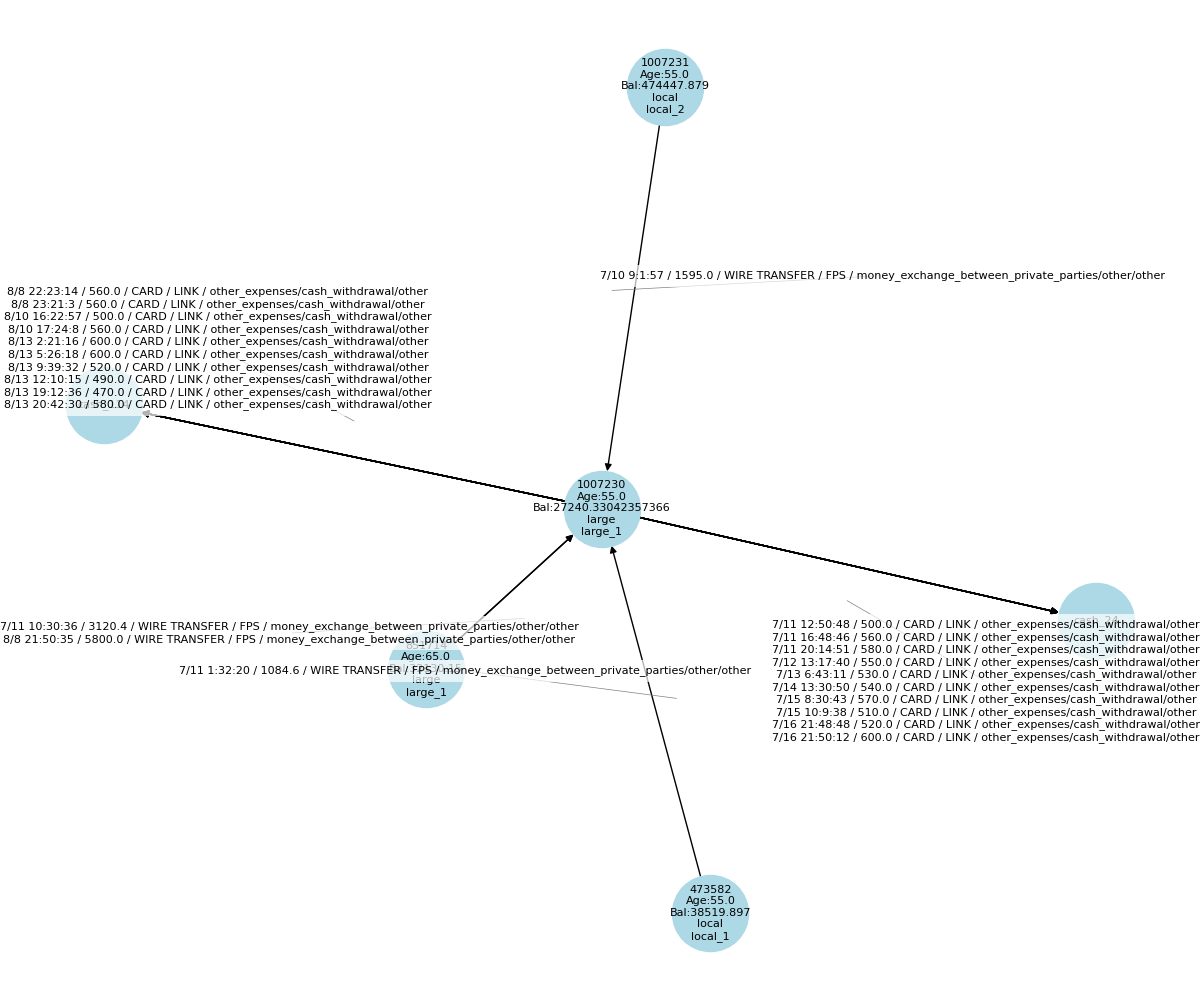 1007231
Age:55.0
Bal:474447.879
local
local_2
7/10 9:1:57 / 1595.0 / WIRE TRANSFER / FPS / money_exchange_between_private_parties/other/other
8/8 22:23:14 / 560.0 / CARD / LINK / other_expenses/cash_withdrawal/other
8/8 23:21:3 / 560.0 / CARD / LINK / other_expenses/cash_withdrawal/other
8/10 16:22:57 / 500.0 / CARD / LINK / other_expenses/cash_withdrawal/other
8/10 17:24:8 / 560.0 / CARD / LINK / other_expenses/cash_withdrawal/other
8/13 2:21:16 / 600.0 / CARD / LINK / other_expenses/cash_withdrawal/other
8/13 5:26:18 / 600.0 / CARD / LINK / other_expenses/cash_withdrawal/other
8/13 9:39:32 / 520.0 / CARD / LINK / other_expenses/cash_withdrawal/other
8/13 12:10:15 / 490.0 / CARD / LINK / other_expenses/cash_withdrawal/other
8/13 19:12:36 / 470.0 / CARD / LINK / other_expenses/cash_withdrawal/other
8/13 20:42:30 / 580.0 / CARD / LINK / other_expenses/cash_withdrawal/other
1007230
Age:55.0
Bal:27240.33042357366
large
large_1
7/11 10:30:36 / 3120.4 / WIRE TRANSFER / FPS / money_exchange_between_private_parties/other/other
8/8 21:50:35 / 5800.0 / WIRE TRANSFER / FPS / money_exchange_between_private_parties/other/other
Age:65.0
7/11 1:32:20 / 1084.6 / WIRE TRANSFER / FPS / money_exchange_between_private_parties/other/other
large
large_1
7/11 12:50:48 / 500.0 / CARD / LINK / other_expenses/cash_withdrawal/other
7/11 16:48:46 / 560.0 / CARD / LINK / other_expenses/cash_withdrawal/other
7/11 20:14:51 / 580.0 / CARD / LINK / other_expenses/cash_withdrawal/other
7/12 13:17:40 / 550.0 / CARD / LINK / other_expenses/cash_withdrawal/other
7/13 6:43:11 / 530.0 / CARD / LINK / other_expenses/cash_withdrawal/other
7/14 13:30:50 / 540.0 / CARD / LINK / other_expenses/cash_withdrawal/other
7/15 8:30:43 / 570.0 / CARD / LINK / other_expenses/cash_withdrawal/other
7/15 10:9:38 / 510.0 / CARD / LINK / other_expenses/cash_withdrawal/other
7/16 21:48:48 / 520.0 / CARD / LINK / other_expenses/cash_withdrawal/other
7/16 21:50:12 / 600.0 / CARD / LINK / other_expenses/cash_withdrawal/other
473582
Age:55.0
Bal:38519.897
local
local_1